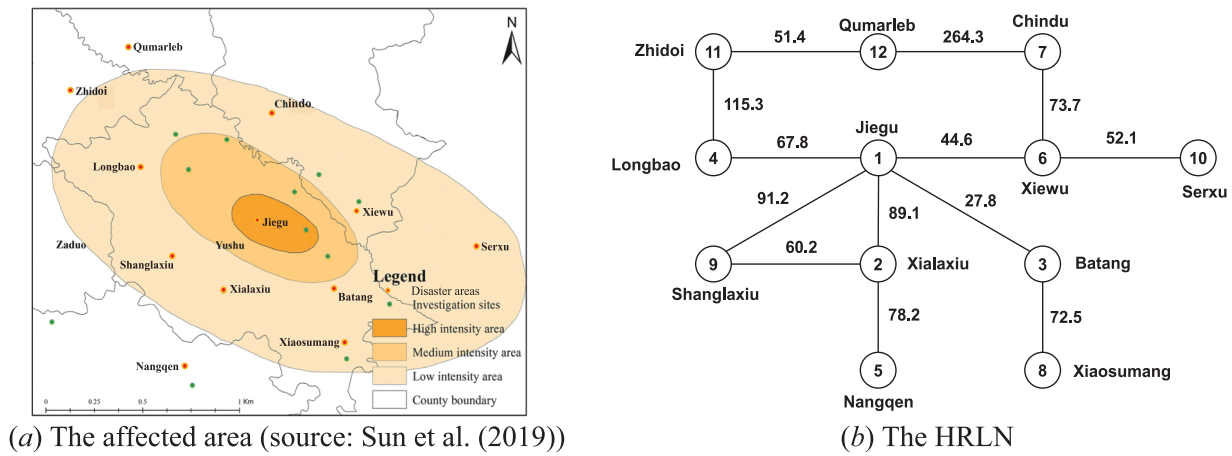 N
Qumarleb
Zhidoi
Chindo
Longbao
Xiewu
Jiegu
Zaduo
Yushu
Serxu
Shanglaxiu
Legend
Xialaxiu
Batang
Disaster areas
Investigation sites
High intensity area
Xiaosumang
Medium intensity area
Nangqen
Low intensity area
County boundary
0 0.5 1 Km
(a) The affected area (source: Sun et al. (2019))
Qumarleb
Chindu
Zhidoi
11
51.4
12
264.3
7
115.3
73.7
Jiegu
Longbao
4
67.8
1
44.6
6
52.1
10
Xiewu
Serxu
91.2
89.1
27.8
9
60.2
2
Xialaxiu
3
Batang
Shanglaxiu
78.2
72.5
5
8
Xiaosumang
Nangqen
(b) The HRLN